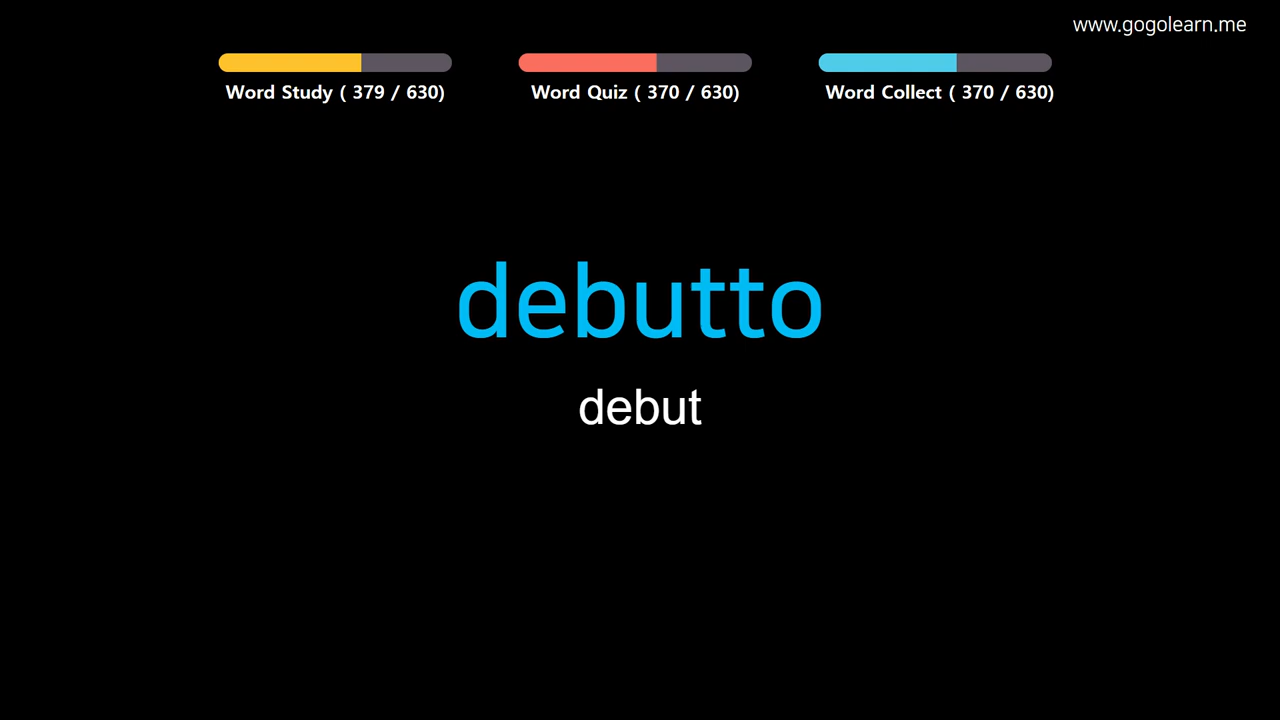 www.gogolearn.me
Word Study ( 379 / 630)
Word Quiz ( 370 / 630)
Word Collect ( 370 / 630)
debutto
debut